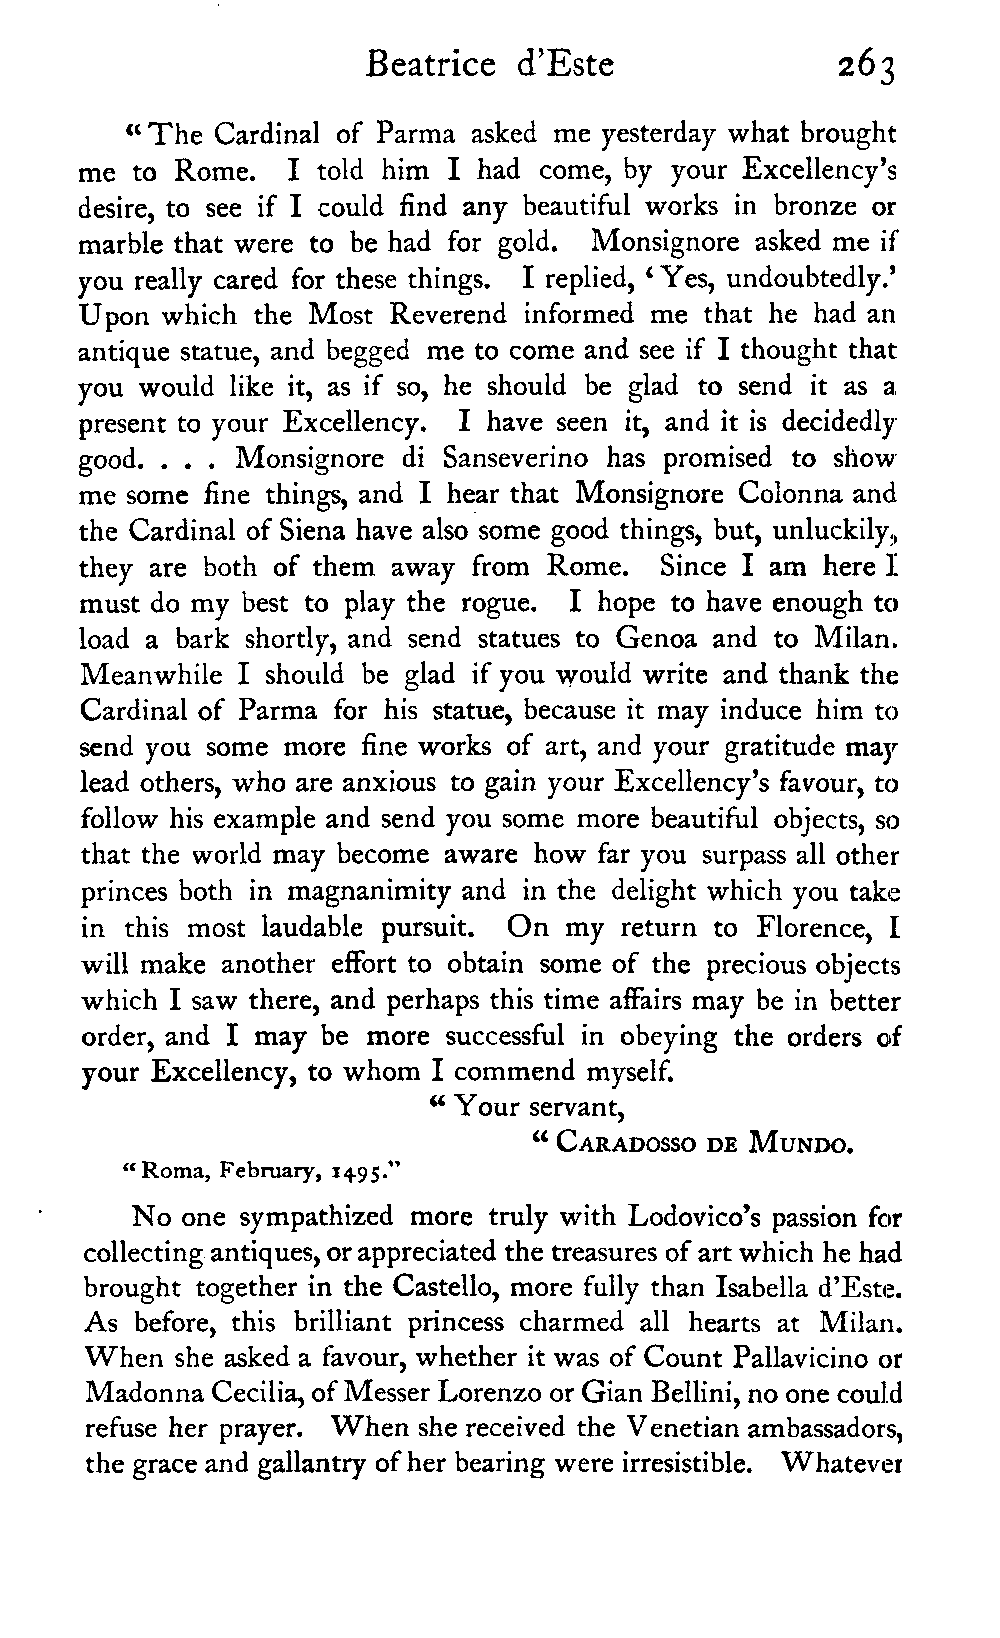 Beatrice d'Este 263
“The Cardinal of Parma asked me yesterday what brought
me to Rome. I told him I had come, by your Excellency's
desire, to see if I could find any beautiful works in bronze or
marble that were to be had for gold. Monsignore asked me if
you really cared for these things. I replied, ‘Yes, undoubtedly.’
Upon which the Most Reverend informed me that he had an
antique statue, and begged me to come and see if I thought that
you would like it, as if so, he should be glad to send it as a
present to your Excellency. I have seen it, and it is decidedly
good. . . . Monsignore di Sanseverino has promised to show
me some fine things, and I hear that Monsignore Colonna and
the Cardinal of Siena have also some good things, but, unluckily,
they are both of them away from Rome. Since I am here I
must do my best to play the rogue. I hope to have enough to
load a bark shortly, and send statues to Genoa and to Milan.
Meanwhile I should be glad if you would write and thank the
Cardinal of Parma for his statue, because it may induce him to
send you some more fine works of art, and your gratitude may
lead others, who are anxious to gain your Excellency's favour, to
follow his example and send you some more beautiful objects, so
that the world may become aware how far you surpass all other
princes both in magnanimity and in the delight which you take
in this most laudable pursuit. On my return to Florence, I
will make another effort to obtain some of the precious objects
which I saw there, and perhaps this time affairs may be in better
order, and I may be more successful in obeying the orders of
your Excellency, to whom I commend myself.
“Your servant,
“CARADOSSO DE MUNDO.
“Roma, February, 1495.”
No one sympathized more truly with Lodovico's passion for
collecting antiques, or appreciated the treasures of art which he had
brought together in the Castello, more fully than Isabella d'Este.
As before, this brilliant princess charmed all hearts at Milan.
When she asked a favour, whether it was of Count Pallavicino or
Madonna Cecilia, of Messer Lorenzo or Gian Bellini, no one could
refuse her prayer. When she received the Venetian ambassadors,
the grace and gallantry of her bearing were irresistible. Whatever